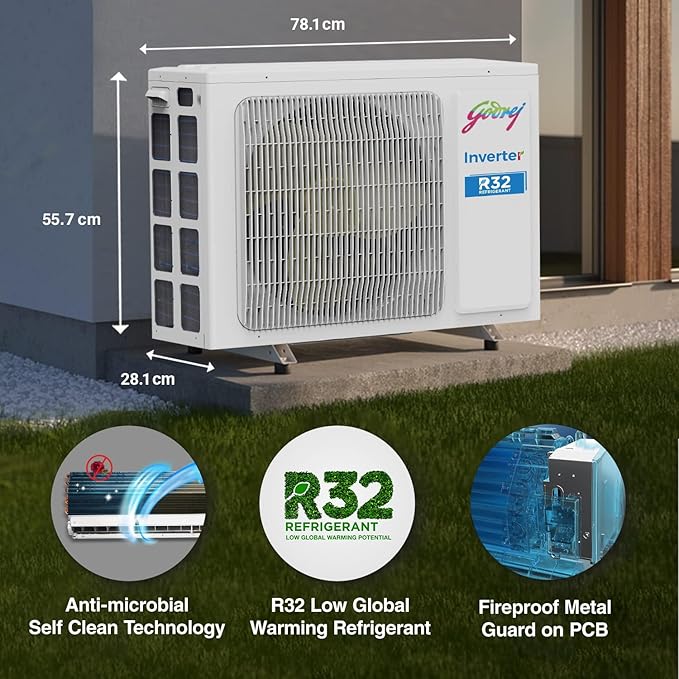 78.1 cm
Godrej
Inverter
R32
REFRIGERANT
55.7 cm
28.1 cm
R32
REFRIGERANT
LOW GLOBAL WARMING POTENTIAL
Anti-microbial
Self Clean Technology
R32 Low Global
Warming Refrigerant
Fireproof Metal
Guard on PCB